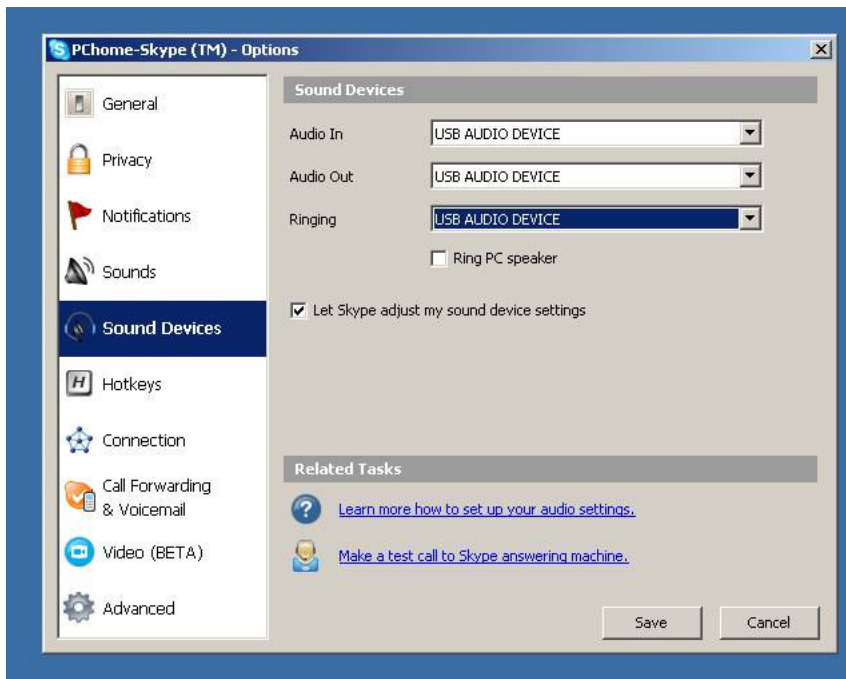 PChome-Skype (TM) - Options
General
Privacy
Notifications
Sounds
Sound Devices
Hotkeys
Connection
Call Forwarding
& Voicemail
Video (BETA)
Advanced
Sound Devices
Audio In
USB AUDIO DEVICE
Audio Out
USB AUDIO DEVICE
Ringing
USB AUDIO DEVICE
Ring PC speaker
Let Skype adjust my sound device settings
Related Tasks
Learn more how to set up your audio settings.
Make a test call to Skype answering machine.
Save
Cancel